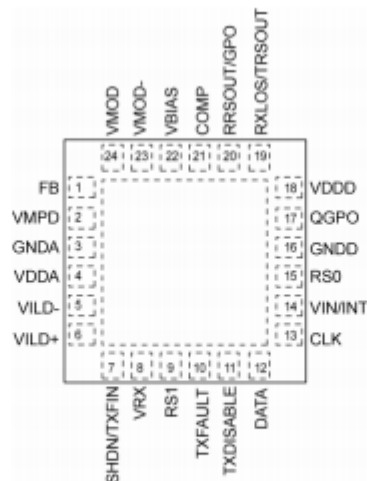 VMOD
VMOD-
VBIAS
COMP
RRSOUT/GPO
RXLOS/TRSOUT
24
23
22
21
20
19
FB 1
VMPD 2
GNDA 3
VDDA 4
VILD- 5
VILD+ 6
18 VDDD
17 QGPO
16 GNDD
15 RS0
14 VIN/INT
13 CLK
7
8
9
10
11
12
SHDN/TXFIN
VRX
RS1
TXFAULT
TXDISABLE
DATA